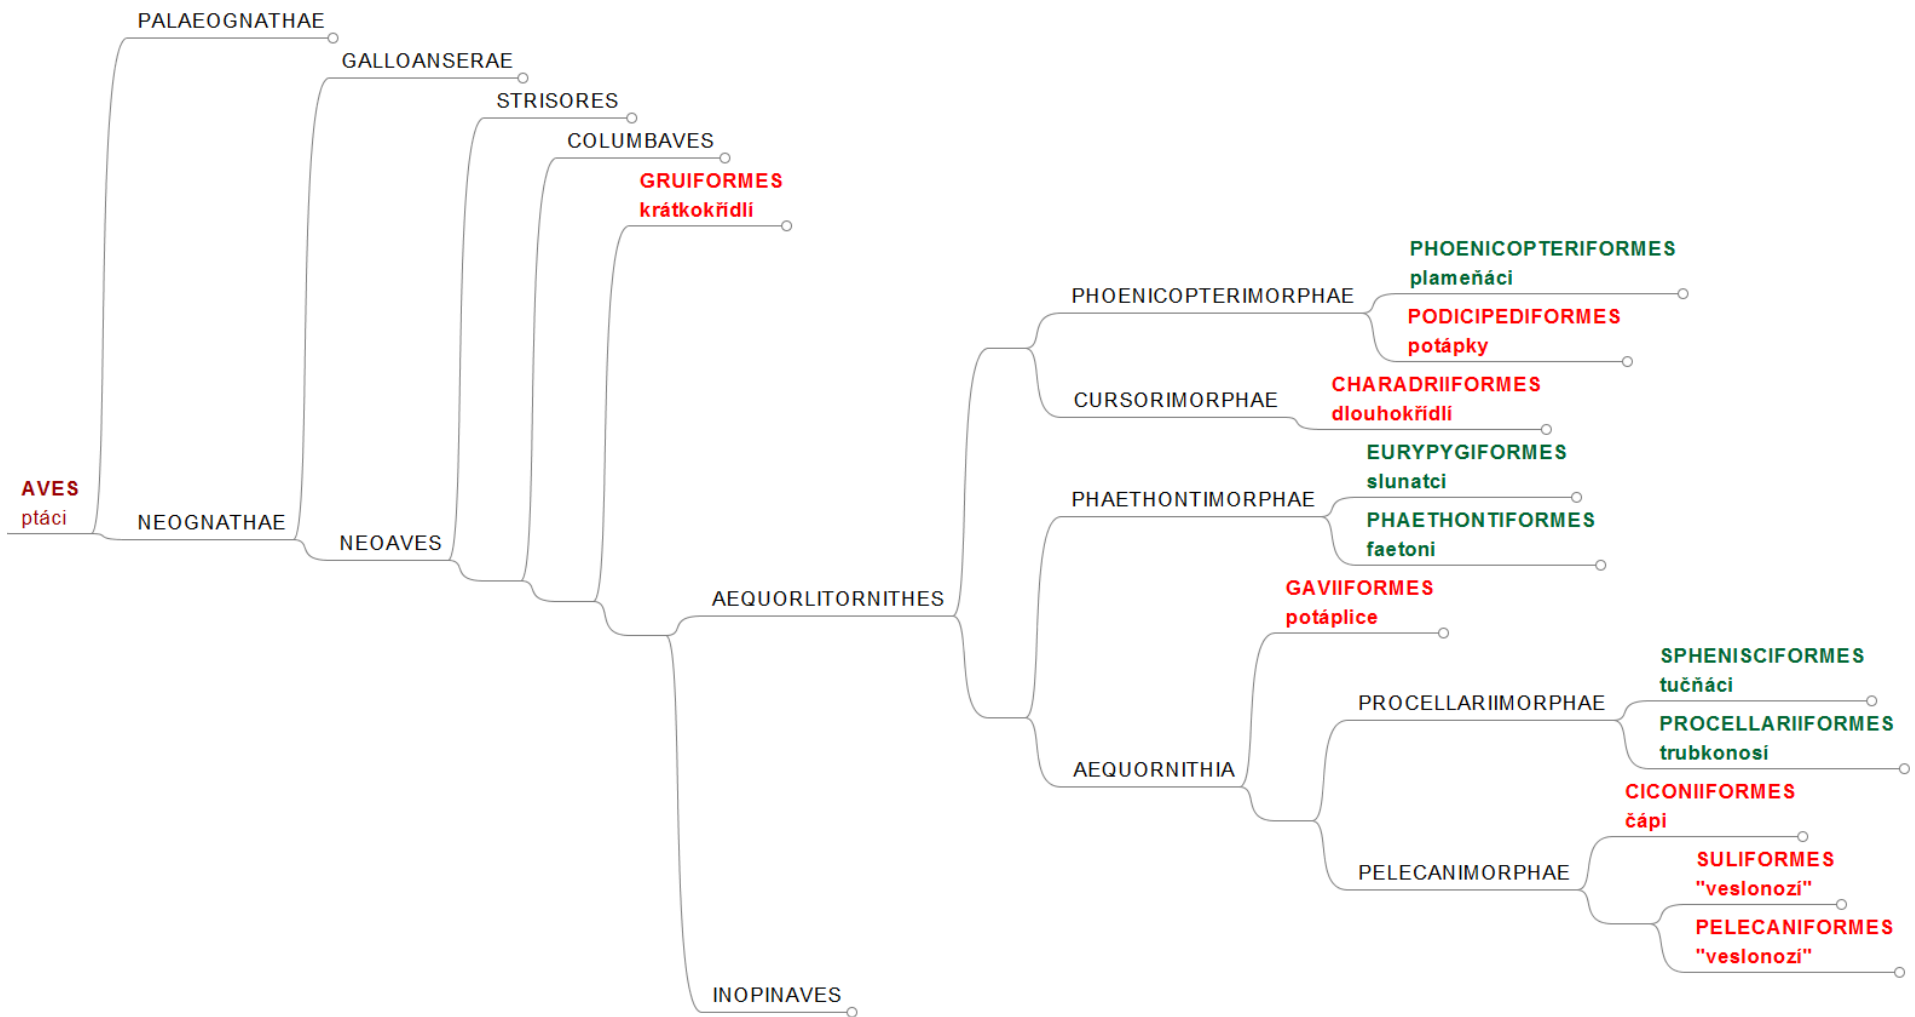 PALAEOGNATHAE
GALLOANSERAE
STRISORES
COLUMBAVES
GRUIFORMES
krátkokřídlí
PHOENICOPTERIFORMES
plameňáci
PHOENICOPTERIMORPHAE
PODICIPEDIFORMES
potápky
CHARADRIIFORMES
dlouhokřídlí
CURSORIMORPHAE
EURYPYGIFORMES
slunatci
PHAETHONTIMORPHAE
PHAETHONTIFORMES
faetoni
AVES
ptáci
NEOGNATHAE
NEOAVES
AEQUORLITORNITHES
GAVIIFORMES
potáplice
SPHENISCIFORMES
tučňáci
PROCELLARIIMORPHAE
PROCELLARIIFORMES
trubkonosí
AEQUORNITHIA
CICONIIFORMES
čápi
PELECANIMORPHAE
SULIFORMES
"veslonozí"
PELECANIFORMES
"veslonozí"
INOPINAVES